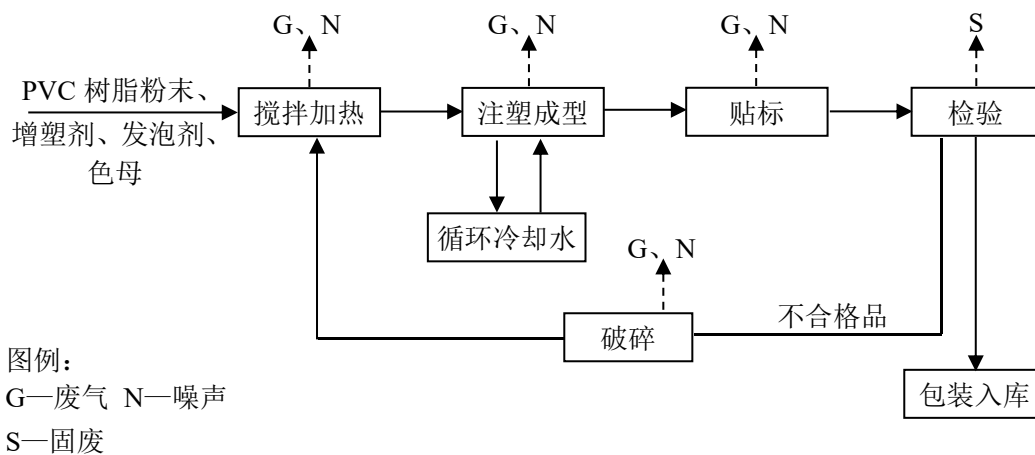 G、N
G、N
G、N
S
PVC 树脂粉末、
增塑剂、发泡剂、
色母
搅拌加热
注塑成型
贴标
检验
循环冷却水
G、N
破碎
不合格品
包装入库
图例：
G—废气 N—噪声
S—固废